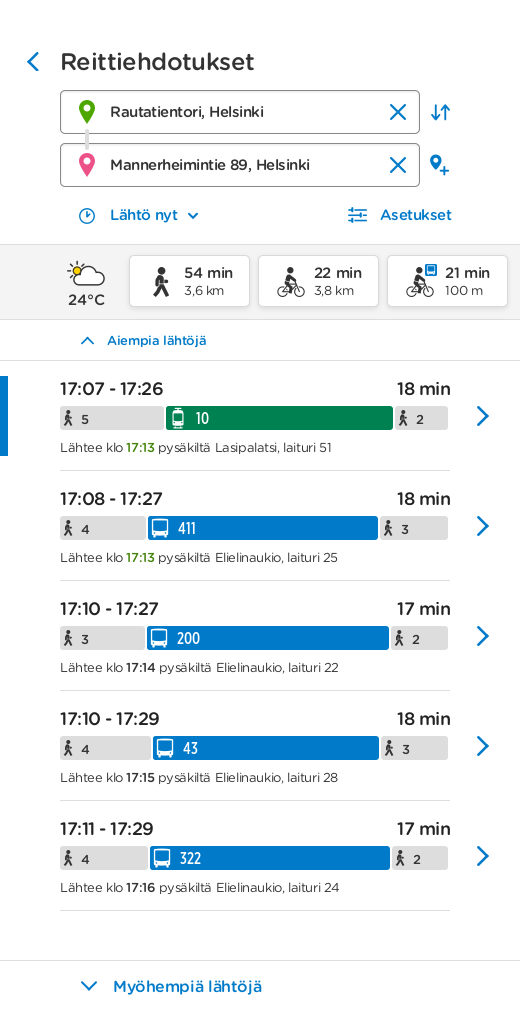 Reittiehdotukset
Rautatientori, Helsinki
Mannerheimintie 89, Helsinki
Lähtö nyt Asetukset
24°C
54 min
3,6 km
22 min
3,8 km
21 min
100 m
Aiempia lähtöjä
17:07 - 17:26 18 min
5 10 2
Lähtee klo 17:13 pysäkiltä Lasipalatsi, laituri 51
17:08 - 17:27 18 min
4 411 3
Lähtee klo 17:13 pysäkiltä Elielinaukio, laituri 25
17:10 - 17:27 17 min
3 200 2
Lähtee klo 17:14 pysäkiltä Elielinaukio, laituri 22
17:10 - 17:29 18 min
4 43 3
Lähtee klo 17:15 pysäkiltä Elielinaukio, laituri 28
17:11 - 17:29 17 min
4 322 2
Lähtee klo 17:16 pysäkiltä Elielinaukio, laituri 24
Myöhempiä lähtöjä